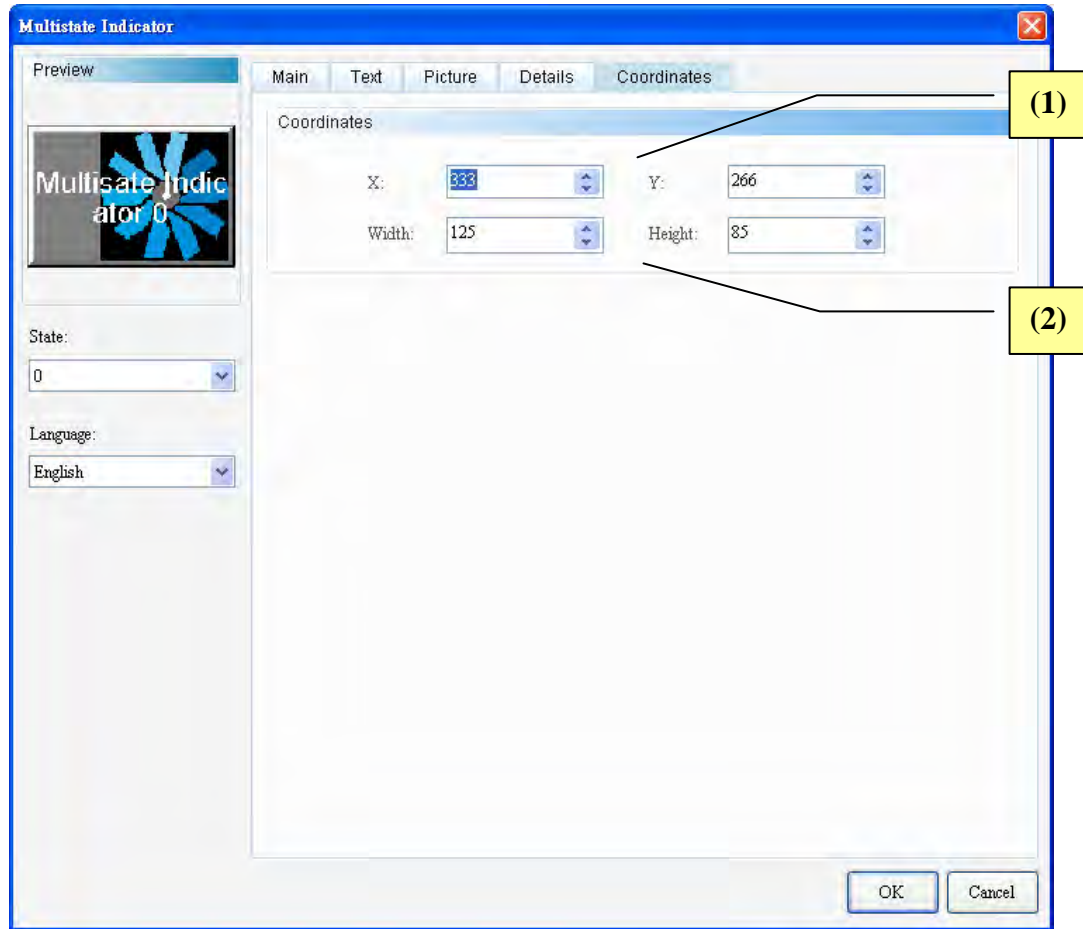 Multistate Indicator
Preview
Multisate Indic
ator 0
State:
0
Language:
English
Main Text Picture Details Coordinates
Coordinates
X: 333 Y: 266
Width: 125 Height: 85
(1)
(2)
OK Cancel